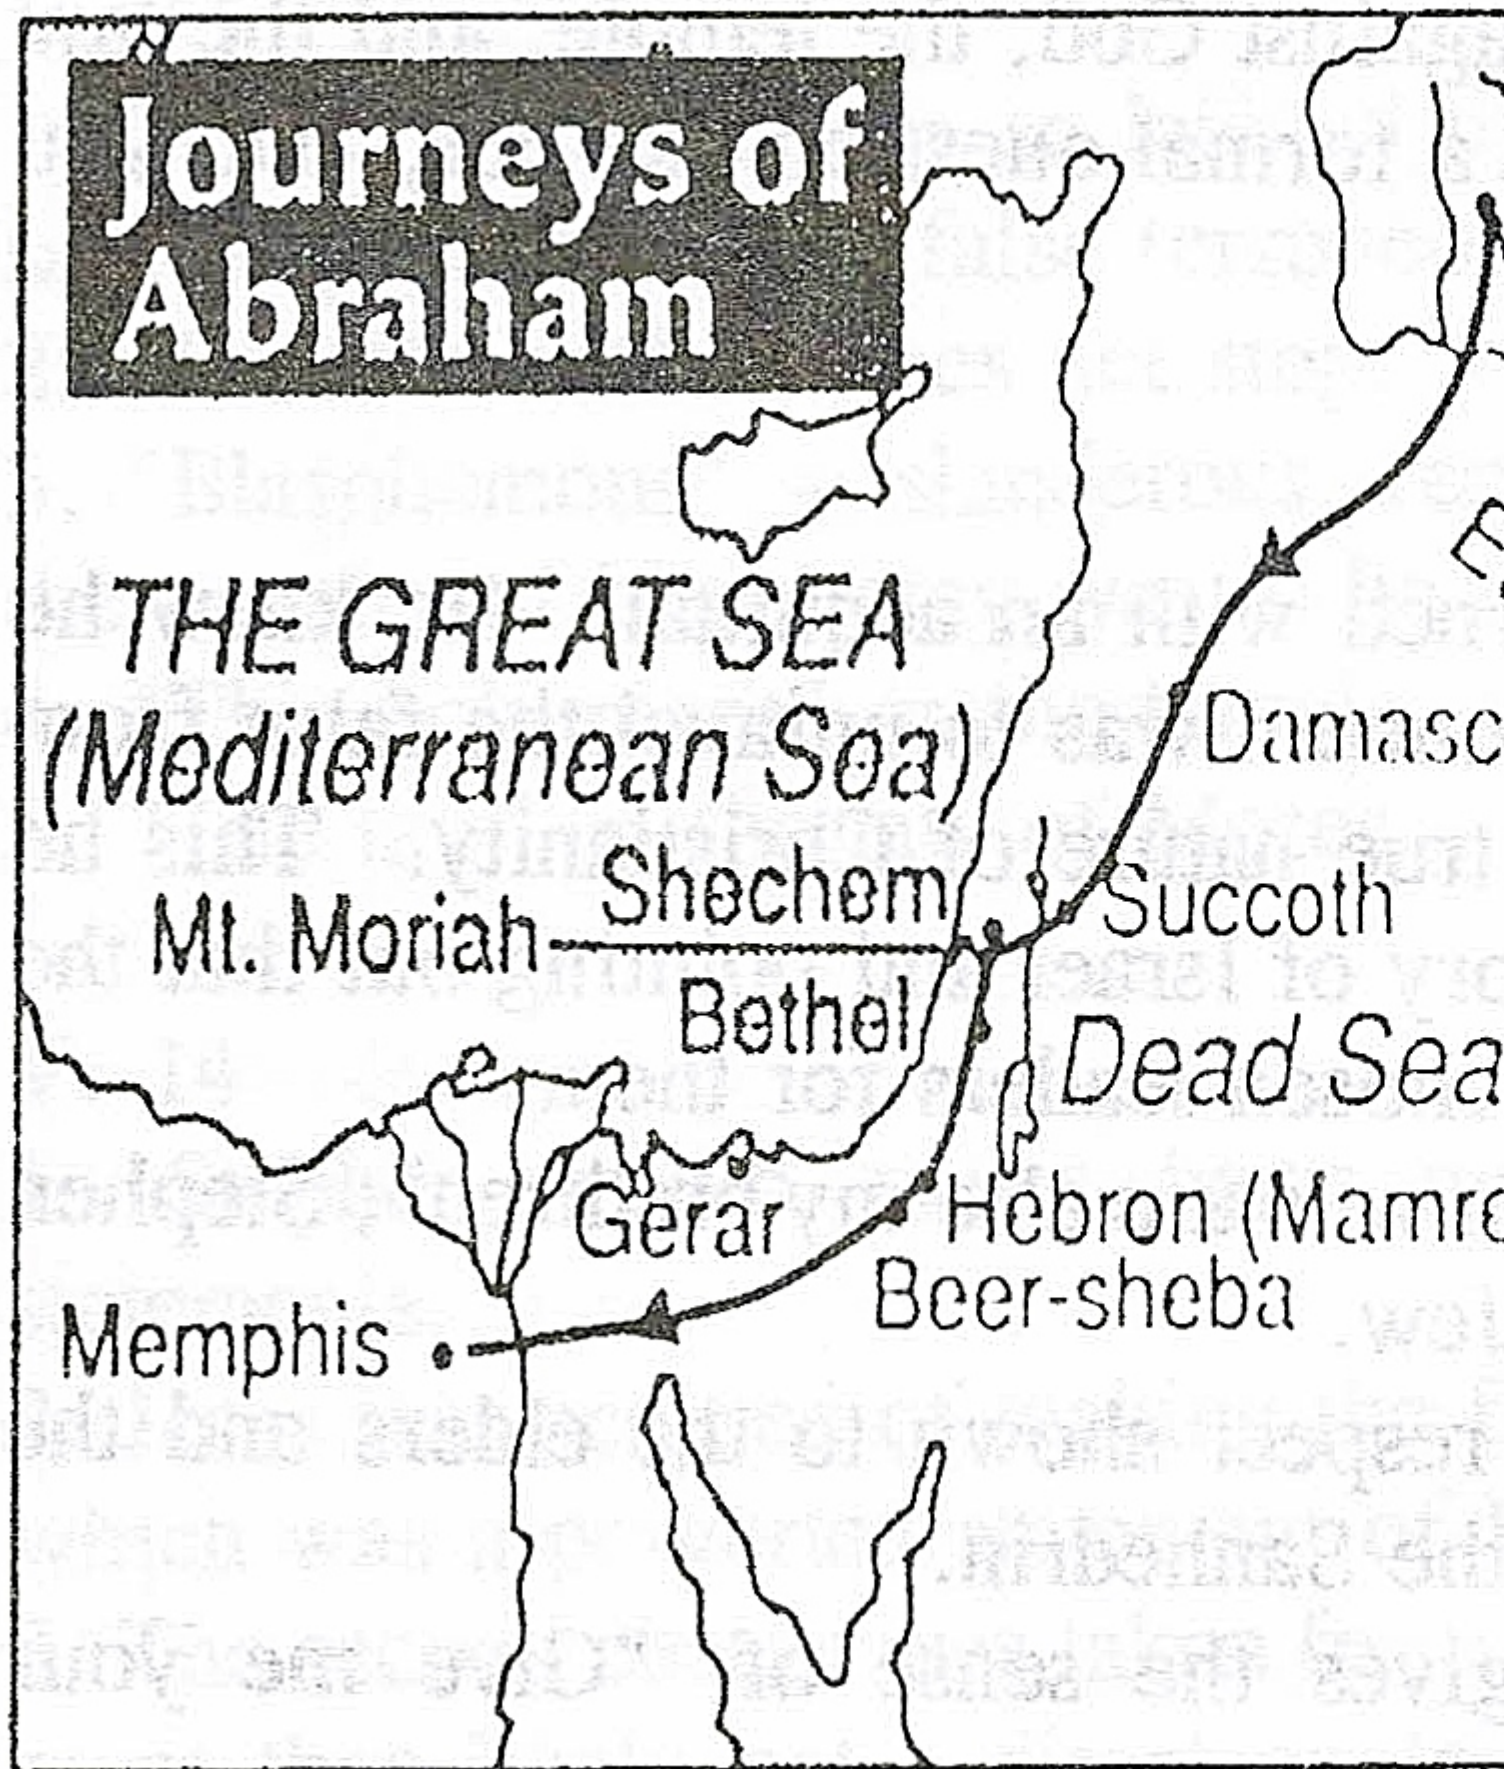 Journeys of
Abraham
THE GREAT SEA
(Mediterranean Sea)
Damasc
Shechem
Succoth
Mt. Moriah
Bethel
Dead Sea
Gerar
Hebron (Mamre
Beer-sheba
Memphis